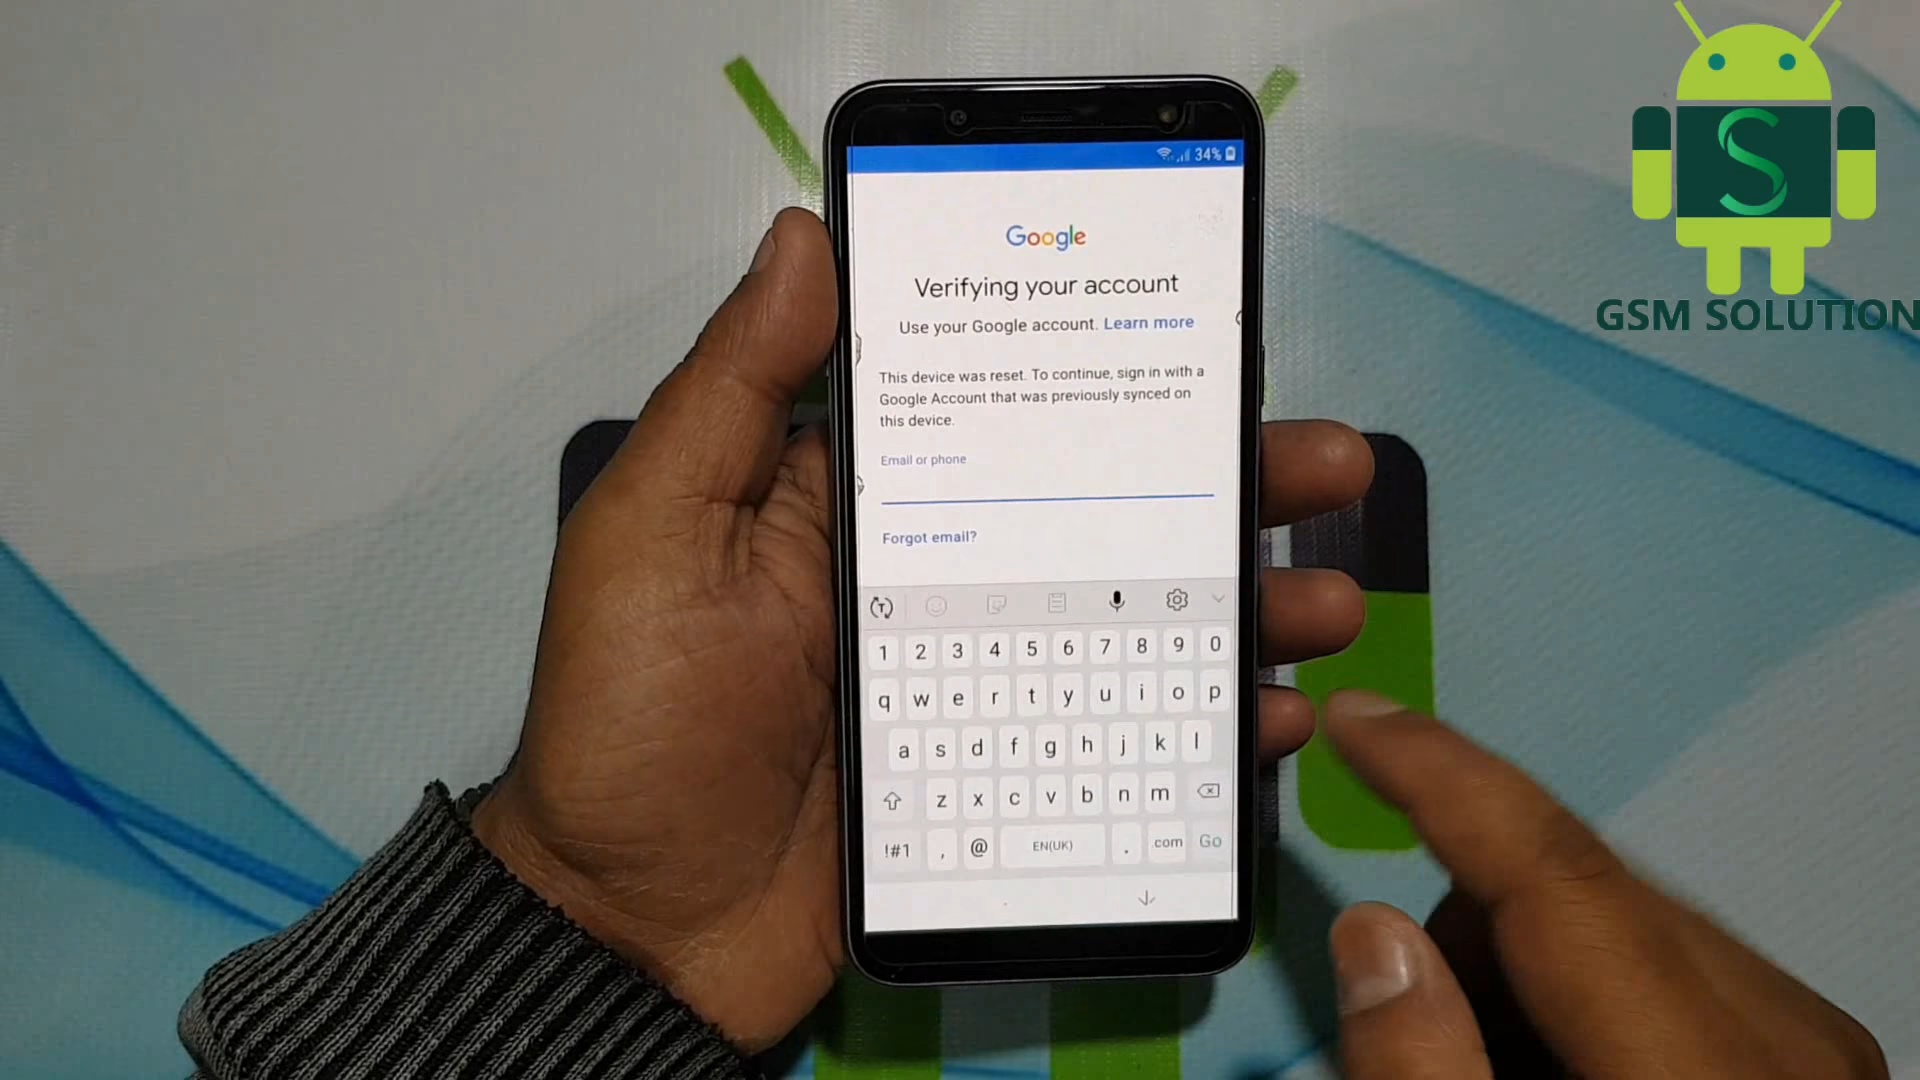 34%
Google
Verifying your account
Use your Google account. Learn more
This device was reset. To continue, sign in with a
Google Account that was previously synced on
this device.
Email or phone
Forgot email?
T
1 2 3 4 5 6 7 8 9 0
q w e r t y u i o p
a s d f g h j k l
z x c v b n m
!#1 , @ EN(UK) . .com Go
S
GSM SOLUTION